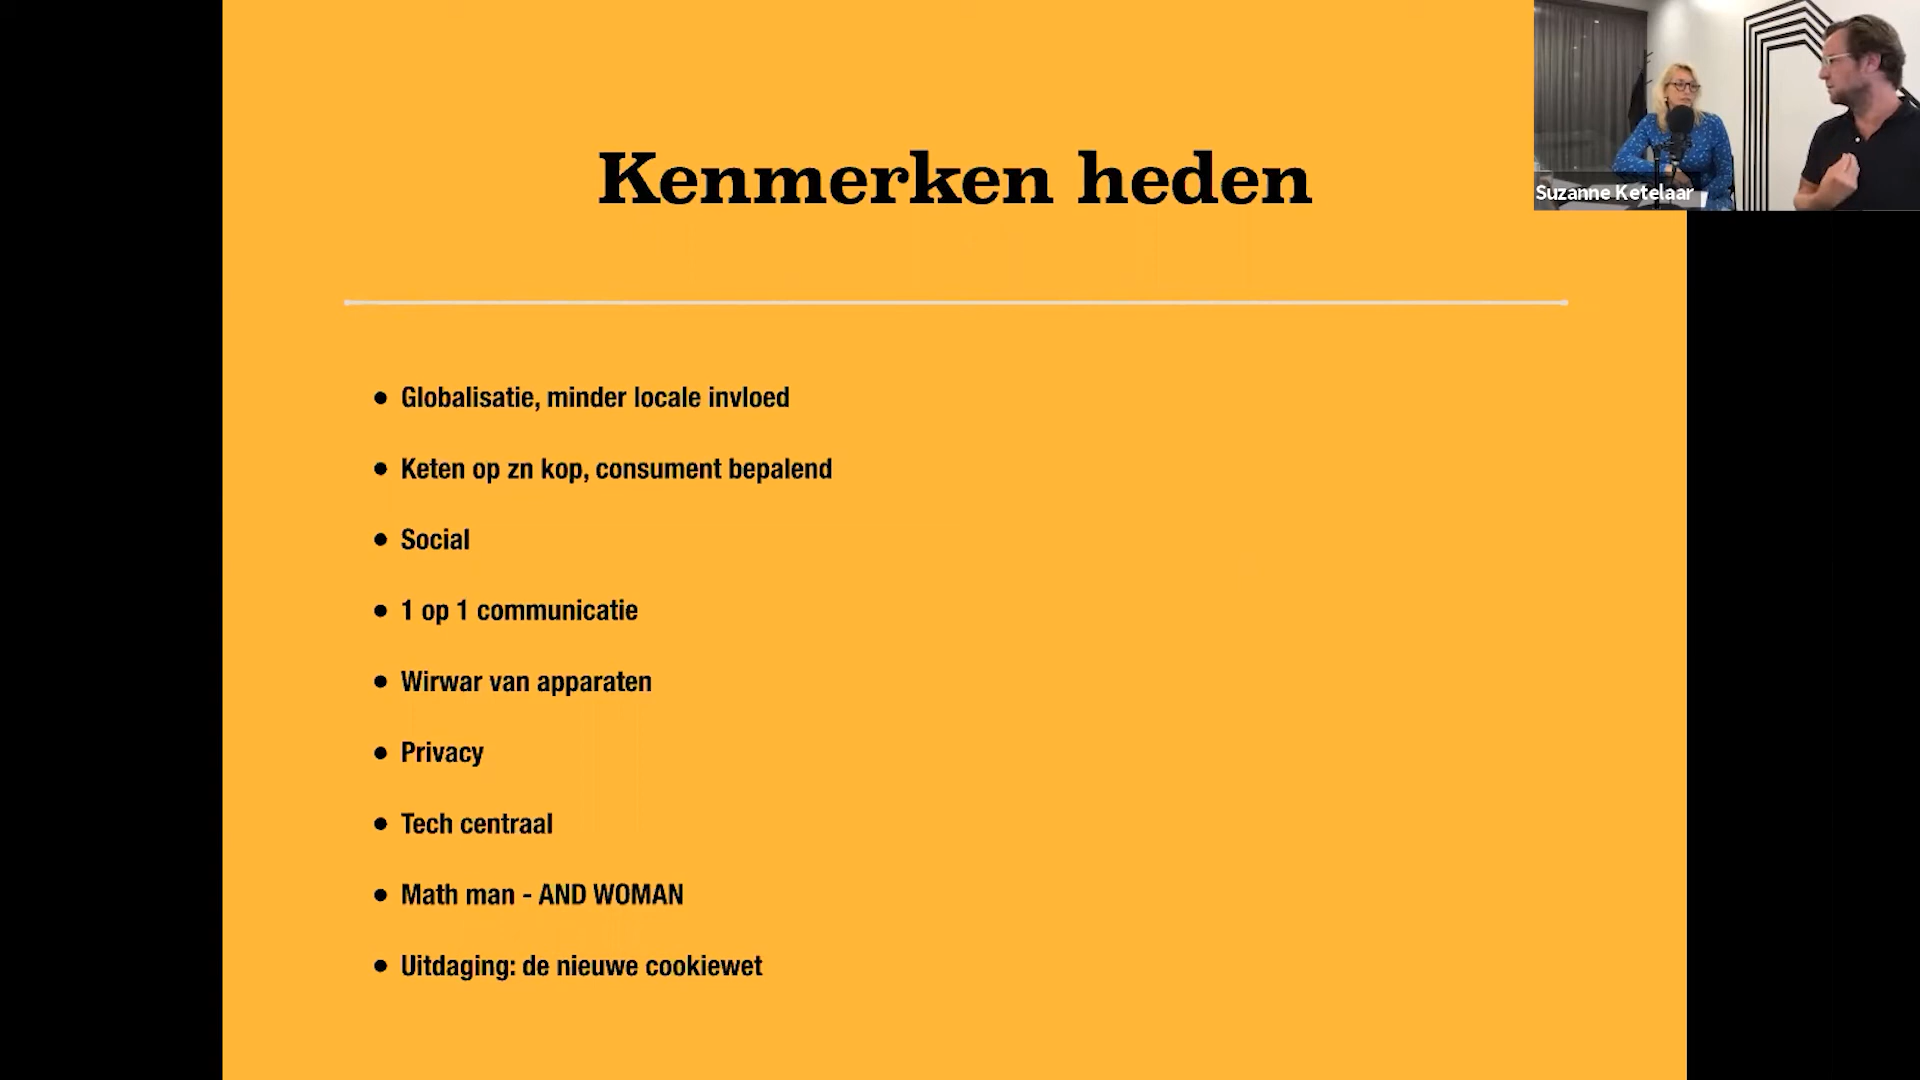 Kenmerken heden
Suzanne Ketelaar
• Globalisatie, minder locale invloed
• Keten op zn kop, consument bepalend
• Social
• 1 op 1 communicatie
• Wirwar van apparaten
• Privacy
• Tech centraal
• Math man - AND WOMAN
• Uitdaging: de nieuwe cookiewet